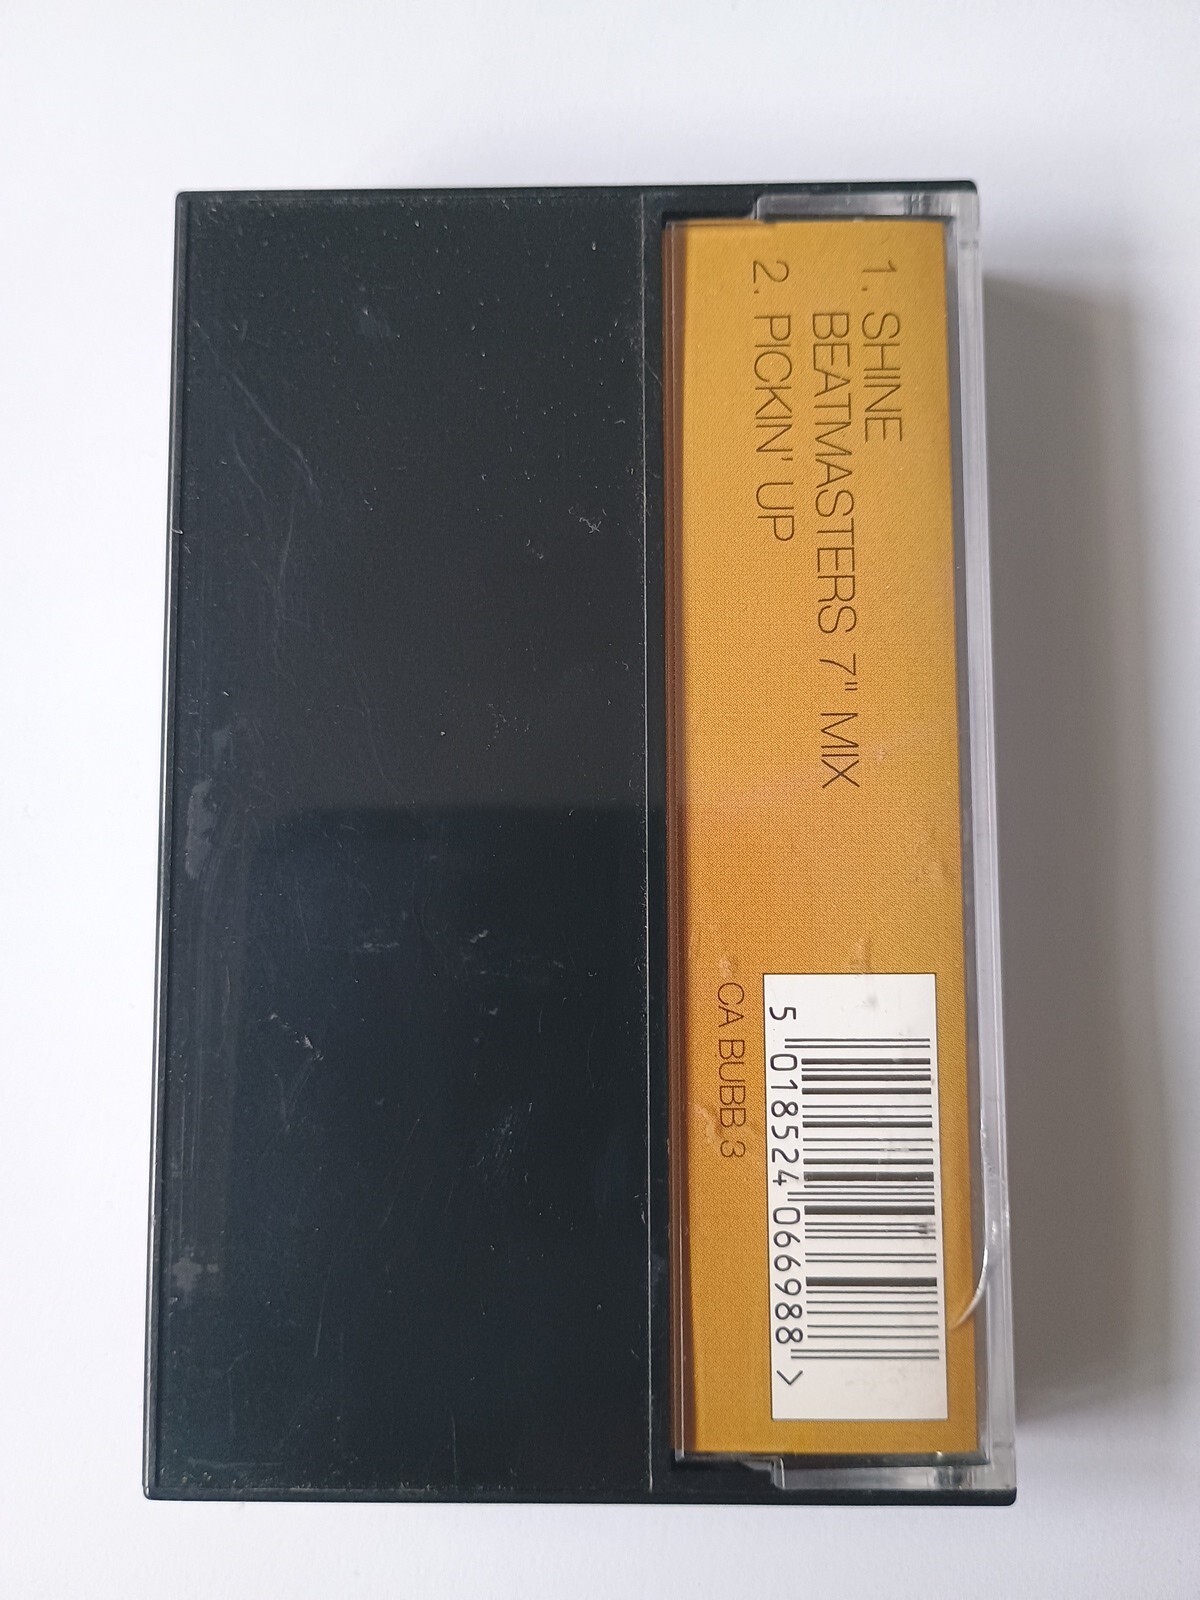 1. SHINE
BEATMASTERS 7" MIX
2. PICKIN' UP
5 018524 066988 >
CA BUBB 3